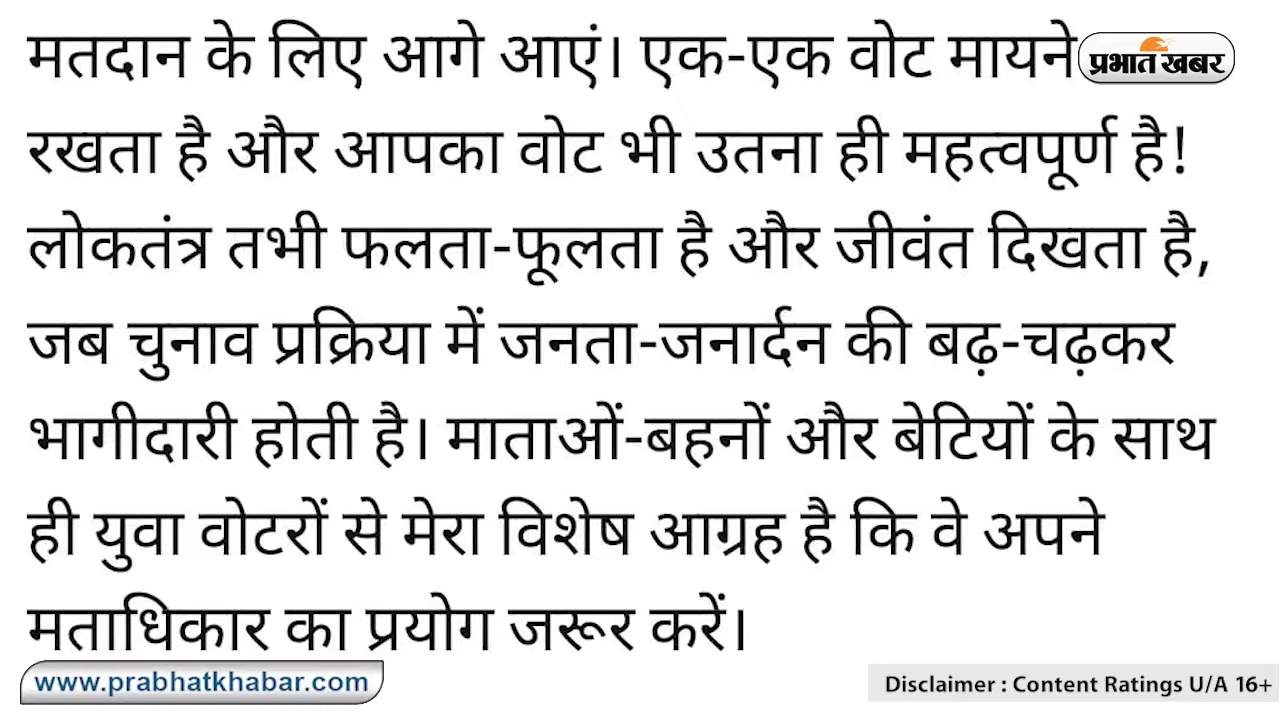 मतदान के लिए आगे आएं। एक-एक वोट मायने
प्रभात खबर
रखता है और आपका वोट भी उतना ही महत्वपूर्ण है!
लोकतंत्र तभी फलता-फूलता है और जीवंत दिखता है,
जब चुनाव प्रक्रिया में जनता-जनार्दन की बढ़-चढ़कर
भागीदारी होती है। माताओं-बहनों और बेटियों के साथ
ही युवा वोटरों से मेरा विशेष आग्रह है कि वे अपने
मताधिकार का प्रयोग जरूर करें।
www.prabhatkhabar.com
Disclaimer : Content Ratings U/A 16+